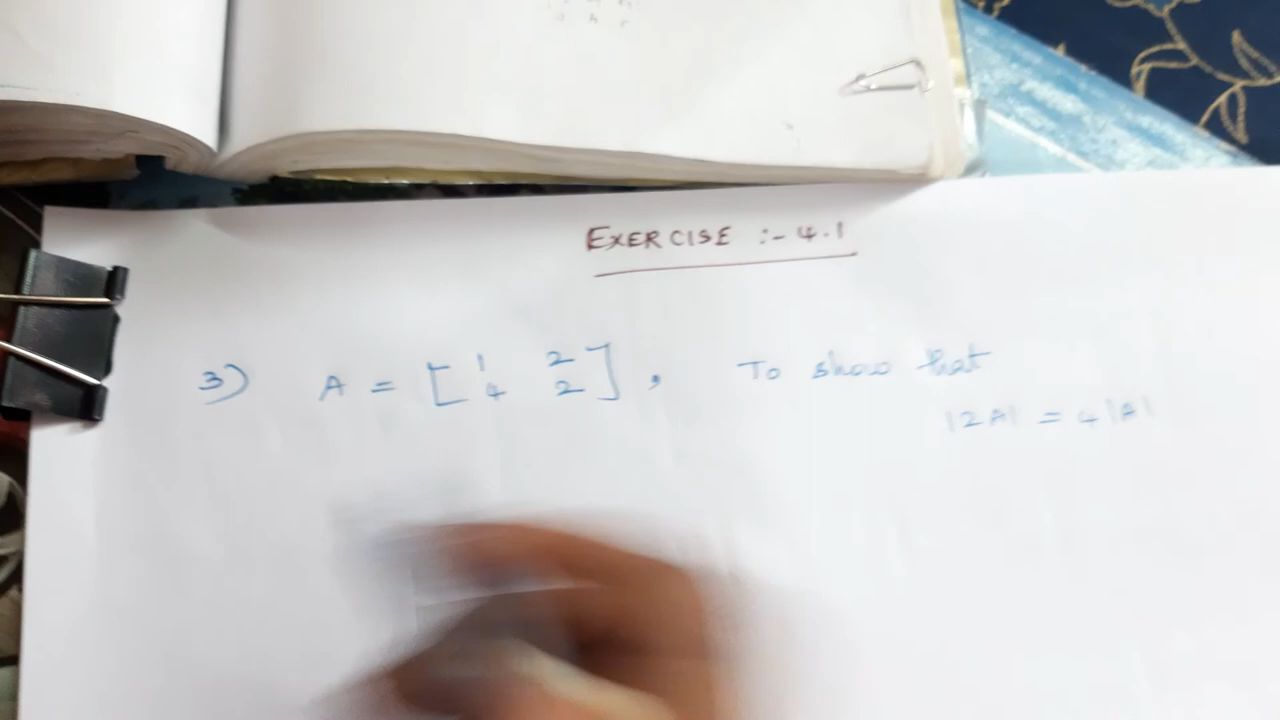 EXERCISE :- 4.1
3) A = [ 1 2 , To show that
4 2 ]
|2A| = 4|A|